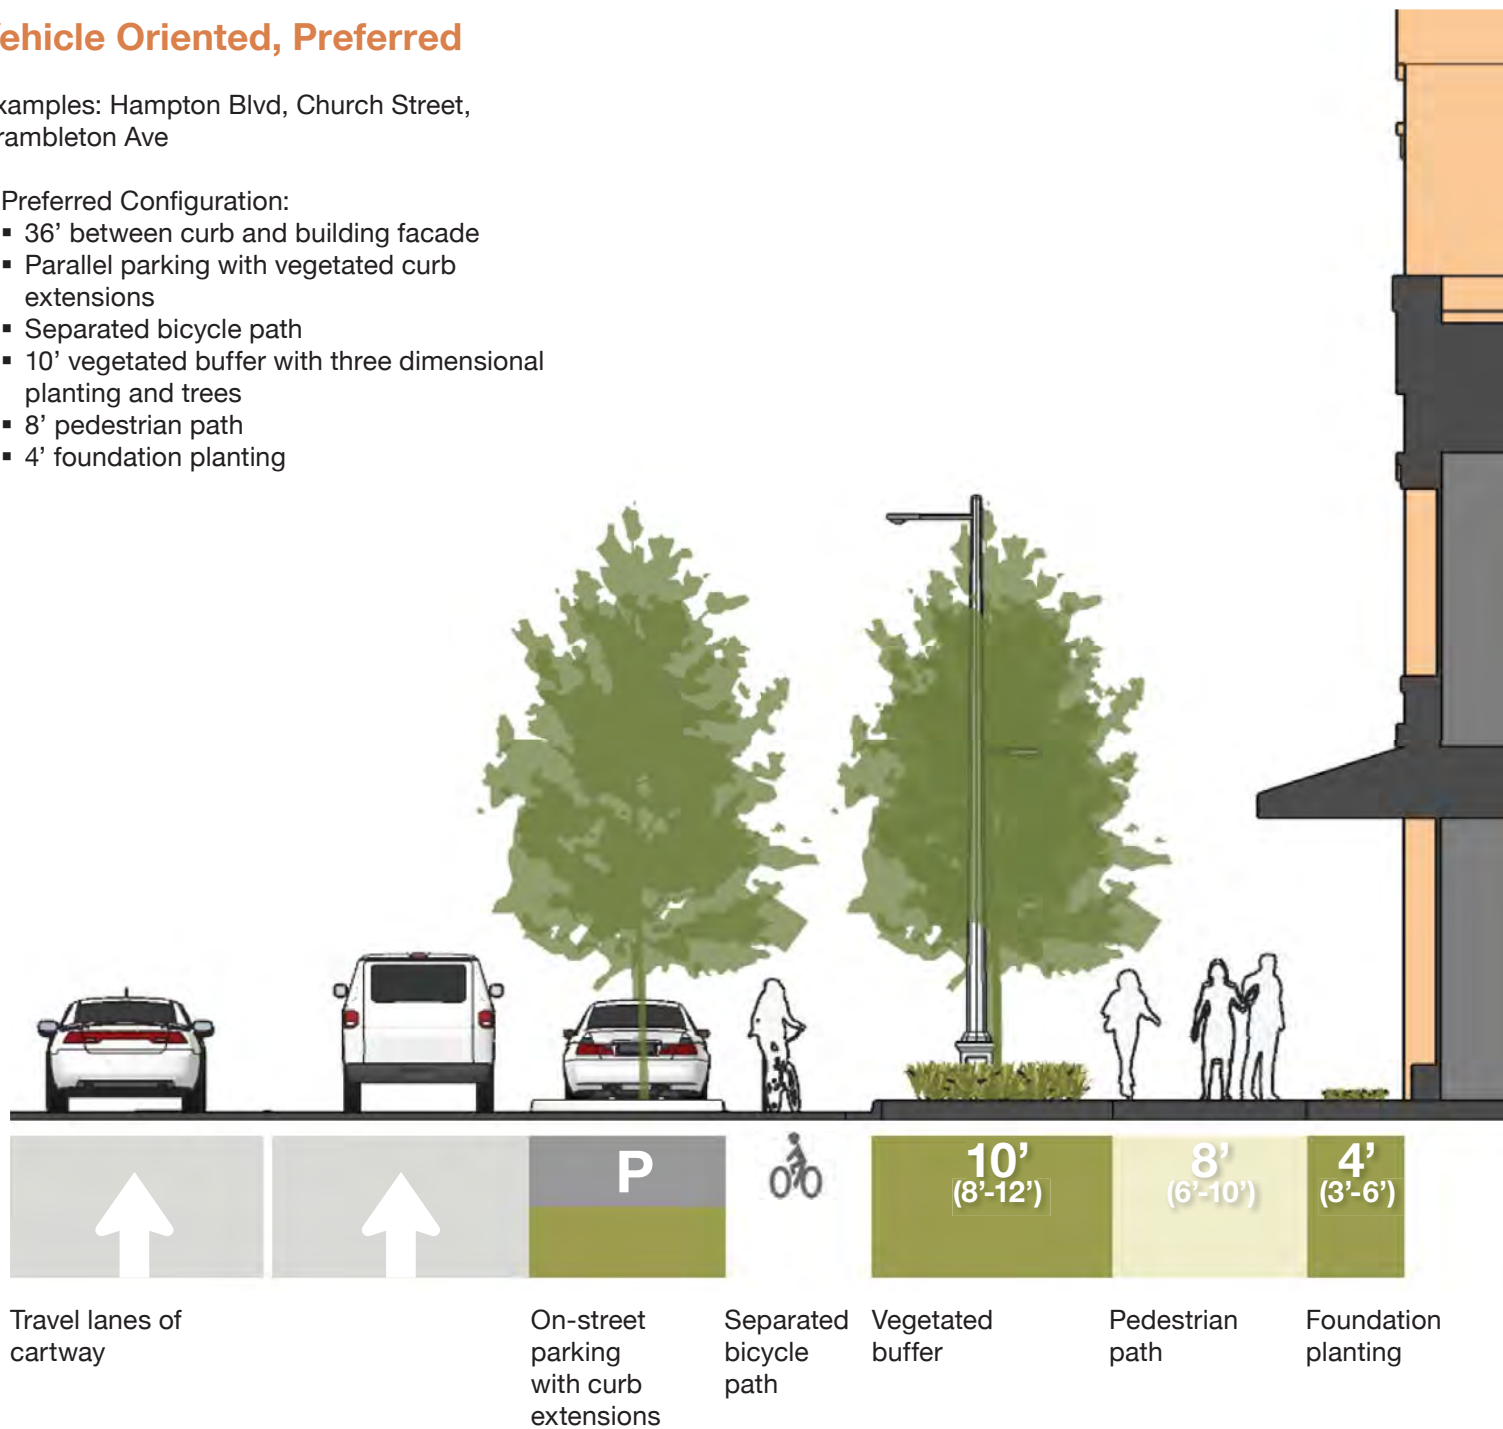 ehicle Oriented, Preferred
xamples: Hampton Blvd, Church Street,
rambleton Ave
Preferred Configuration:
▪ 36’ between curb and building facade
▪ Parallel parking with vegetated curb
extensions
▪ Separated bicycle path
▪ 10’ vegetated buffer with three dimensional
planting and trees
▪ 8’ pedestrian path
▪ 4’ foundation planting
P
10’
(8’-12’)
8’
(6’-10’)
4’
(3’-6’)
Travel lanes of
cartway
On-street
parking
with curb
extensions
Separated
bicycle
path
Vegetated
buffer
Pedestrian
path
Foundation
planting